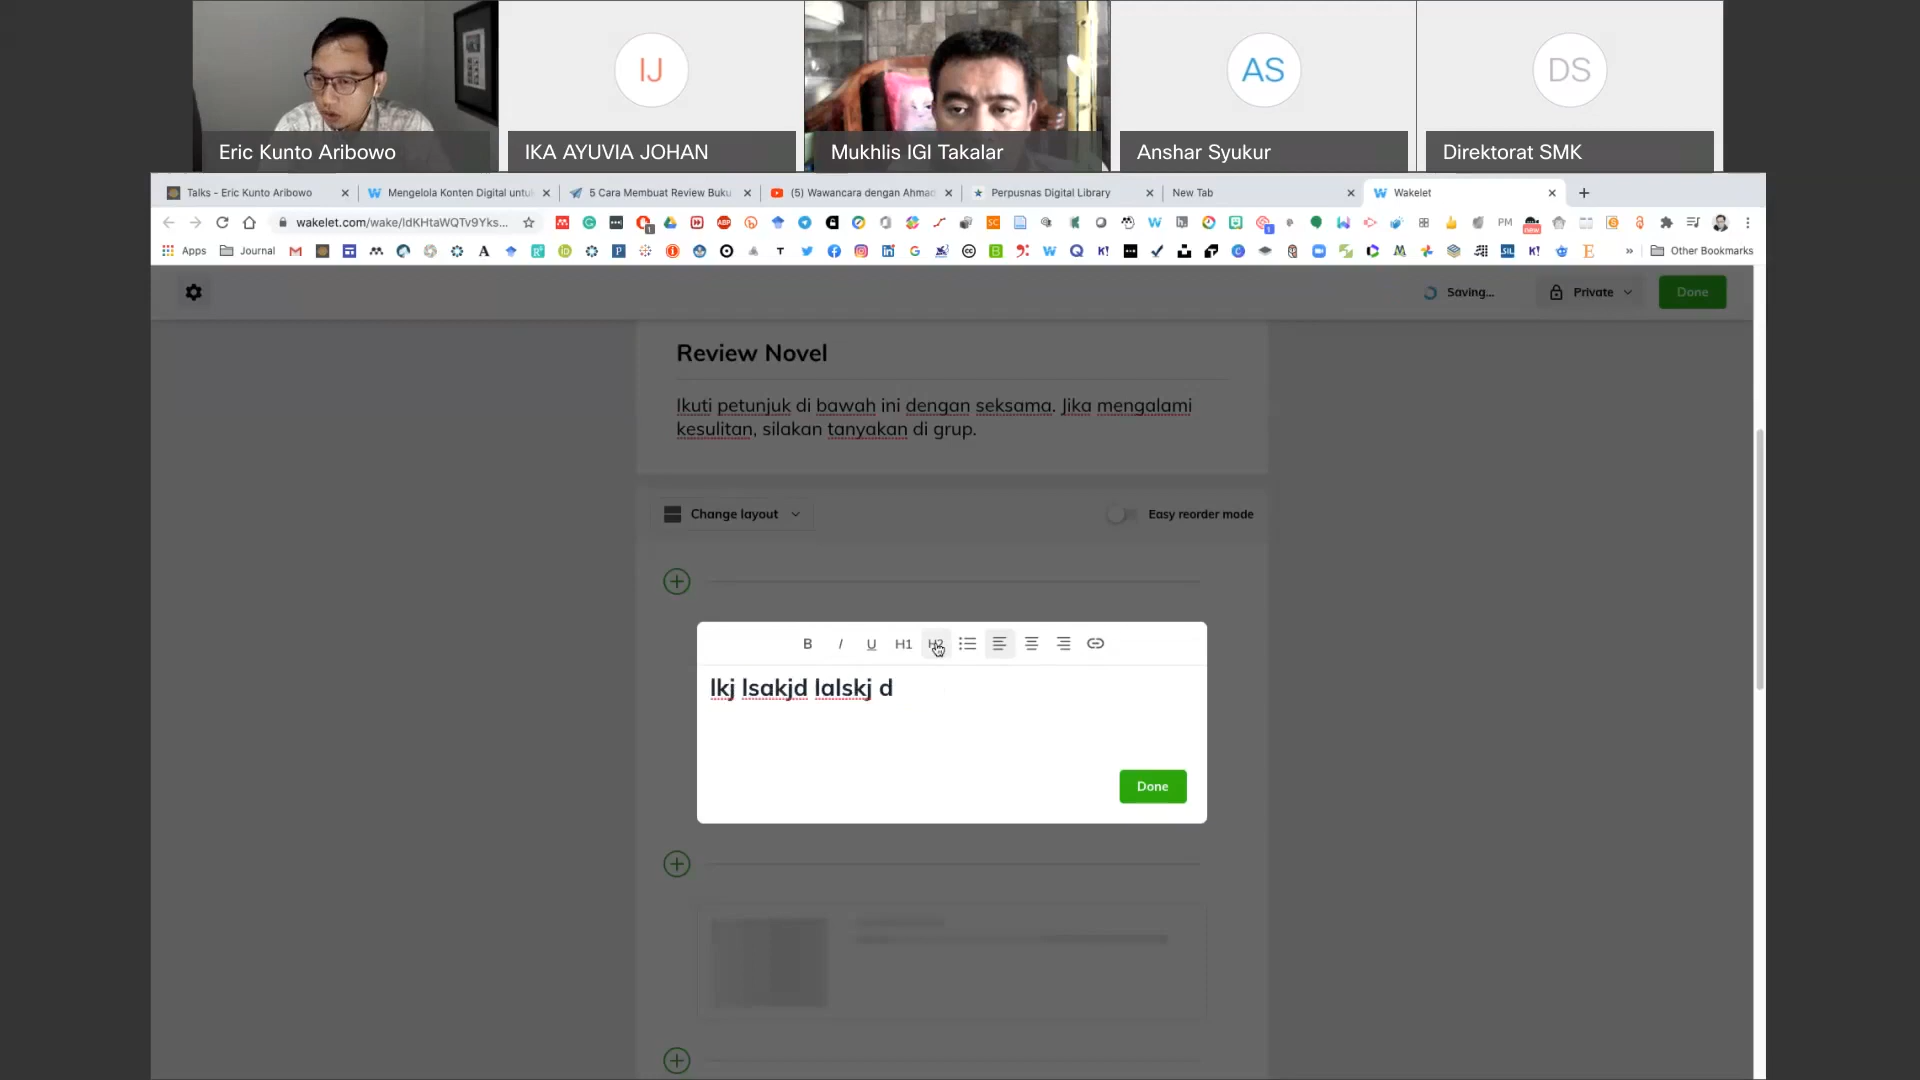 IJ
AS
DS
Eric Kunto Aribowo
IKA AYUVIA JOHAN
Mukhlis IGI Takalar
Anshar Syukur
Direktorat SMK
Talks - Eric Kunto Aribowo
Mengelola Konten Digital untu
5 Cara Membuat Review Buku
(5) Wawancara dengan Ahmad
Perpusnas Digital Library
New Tab
Wakelet
wakelet.com/wake/IdKHtaWQTv9Yks...
PM
new
Apps
Journal
Other Bookmarks
Saving...
Private
Done
Review Novel
Ikuti petunjuk di bawah ini dengan seksama. Jika mengalami
kesulitan, silakan tanyakan di grup.
Change layout
Easy reorder mode
B I U H1 H2
lkj lsakjd lalskj d
Done